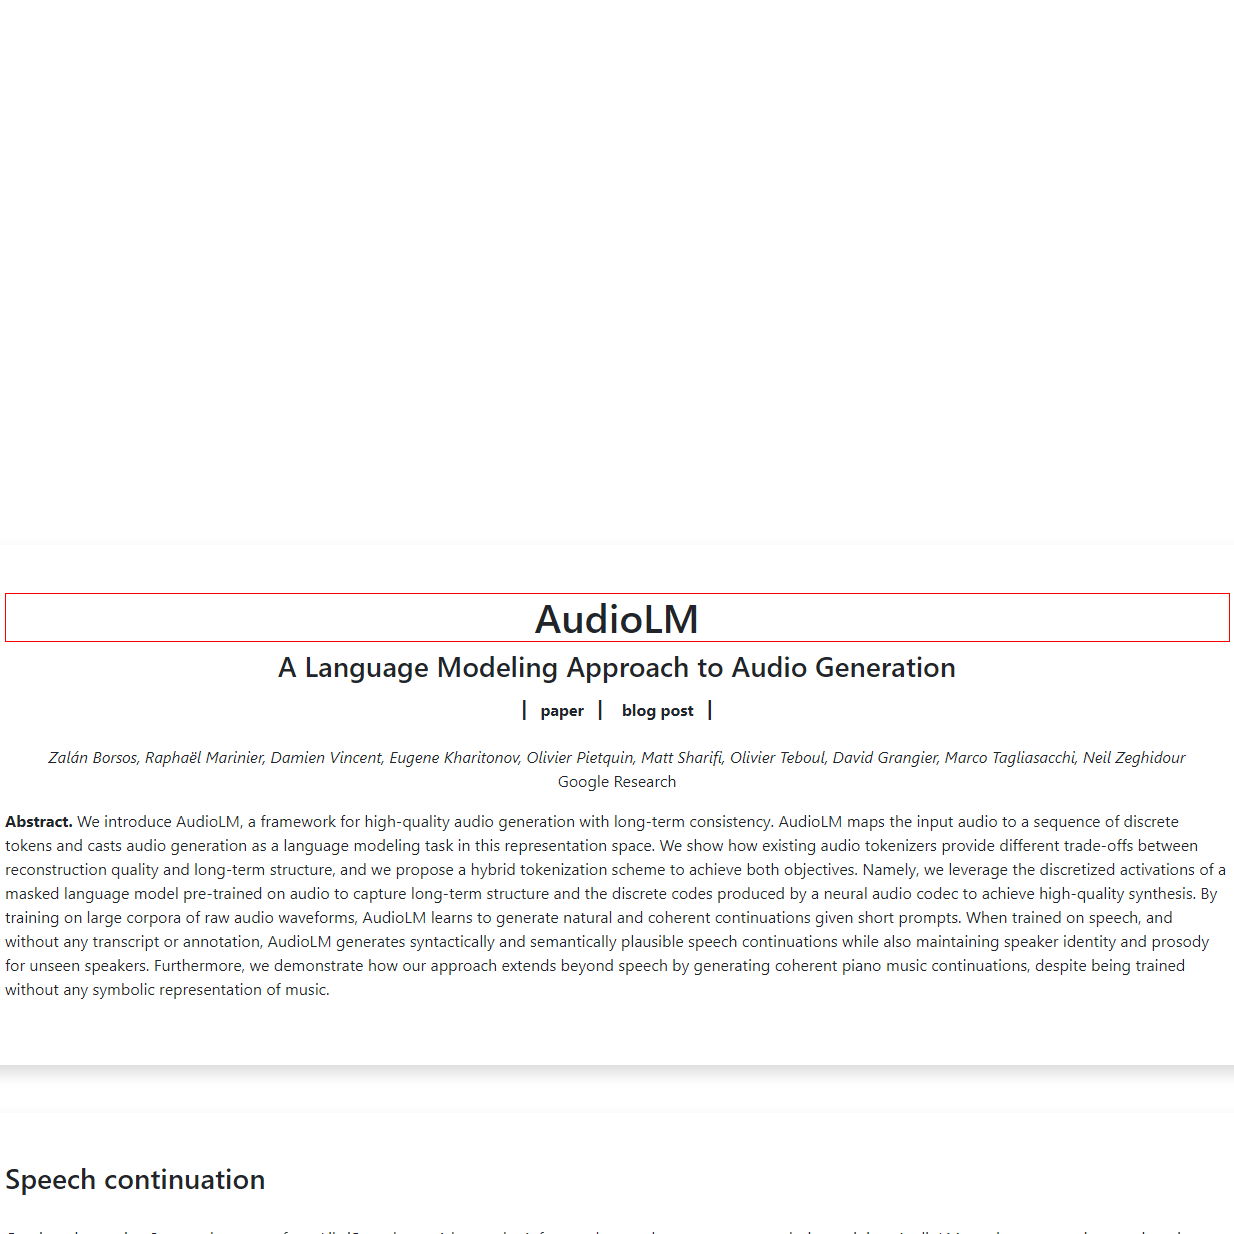 AudioLM
A Language Modeling Approach to Audio Generation
| paper | blog post |
Zalán Borsos, Raphaël Marinier, Damien Vincent, Eugene Kharitonov, Olivier Pietquin, Matt Sharifi, Olivier Teboul, David Grangier, Marco Tagliasacchi, Neil Zeghidour
Google Research
Abstract. We introduce AudioLM, a framework for high-quality audio generation with long-term consistency. AudioLM maps the input audio to a sequence of discrete
tokens and casts audio generation as a language modeling task in this representation space. We show how existing audio tokenizers provide different trade-offs between
reconstruction quality and long-term structure, and we propose a hybrid tokenization scheme to achieve both objectives. Namely, we leverage the discretized activations of a
masked language model pre-trained on audio to capture long-term structure and the discrete codes produced by a neural audio codec to achieve high-quality synthesis. By
training on large corpora of raw audio waveforms, AudioLM learns to generate natural and coherent continuations given short prompts. When trained on speech, and
without any transcript or annotation, AudioLM generates syntactically and semantically plausible speech continuations while also maintaining speaker identity and prosody
for unseen speakers. Furthermore, we demonstrate how our approach extends beyond speech by generating coherent piano music continuations, despite being trained
without any symbolic representation of music.
Speech continuation